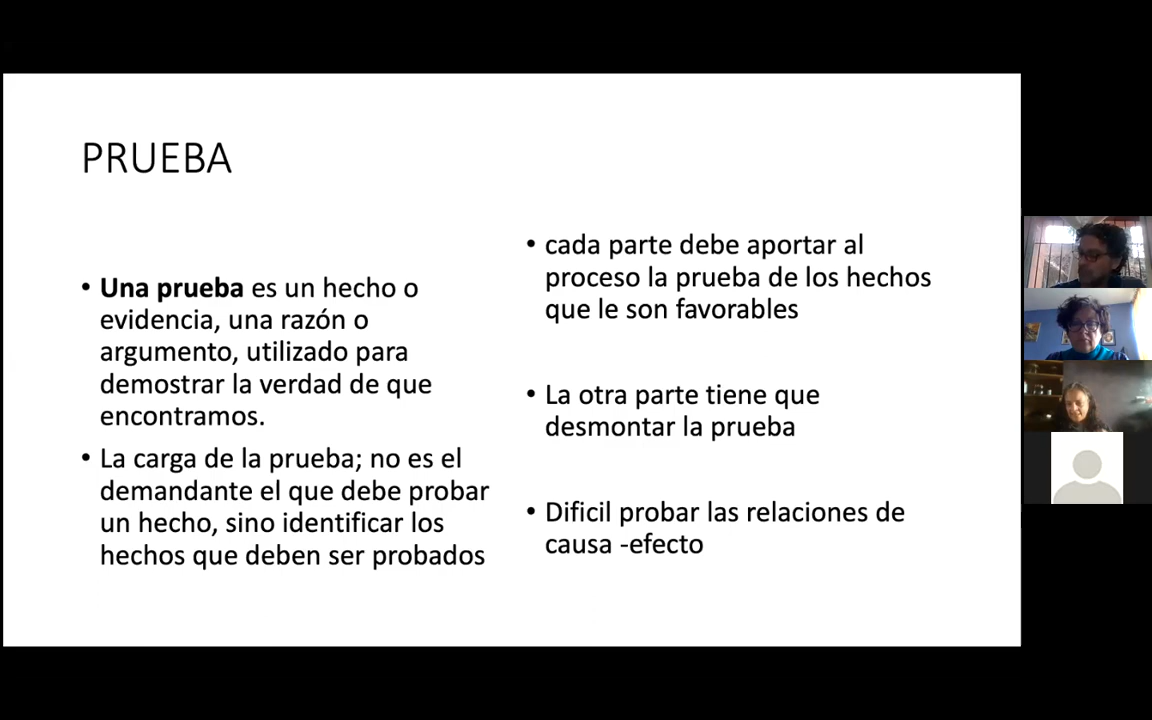 PRUEBA
• Una prueba es un hecho o
evidencia, una razón o
argumento, utilizado para
demostrar la verdad de que
encontramos.
• La carga de la prueba; no es el
demandante el que debe probar
un hecho, sino identificar los
hechos que deben ser probados
• cada parte debe aportar al
proceso la prueba de los hechos
que le son favorables
• La otra parte tiene que
desmontar la prueba
• Dificil probar las relaciones de
causa -efecto